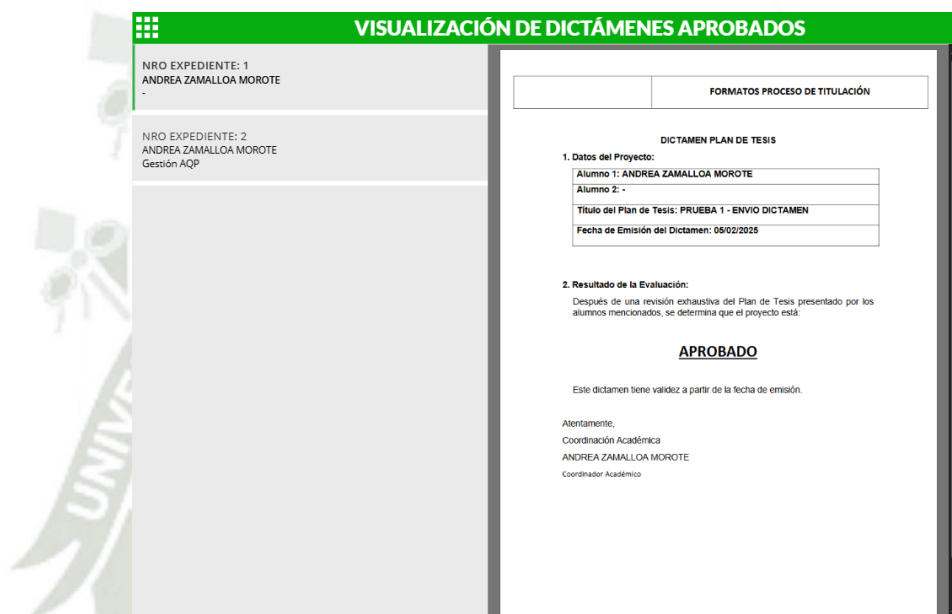 VISUALIZACIÓN DE DICTÁMENES APROBADOS
NRO EXPEDIENTE: 1
ANDREA ZAMALLOA MOROTE
-
NRO EXPEDIENTE: 2
ANDREA ZAMALLOA MOROTE
Gestión AQP
FORMATOS PROCESO DE TITULACIÓN
DICTAMEN PLAN DE TESIS
1. Datos del Proyecto:
Alumno 1: ANDREA ZAMALLOA MOROTE
Alumno 2: -
Título del Plan de Tesis: PRUEBA 1 - ENVIO DICTAMEN
Fecha de Emisión del Dictamen: 05/02/2025
2. Resultado de la Evaluación:
Después de una revisión exhaustiva del Plan de Tesis presentado por los
alumnos mencionados, se determina que el proyecto está:
APROBADO
Este dictamen tiene validez a partir de la fecha de emisión.
Atentamente,
Coordinación Académica
ANDREA ZAMALLOA MOROTE
Coordinador Académico
UNIVE